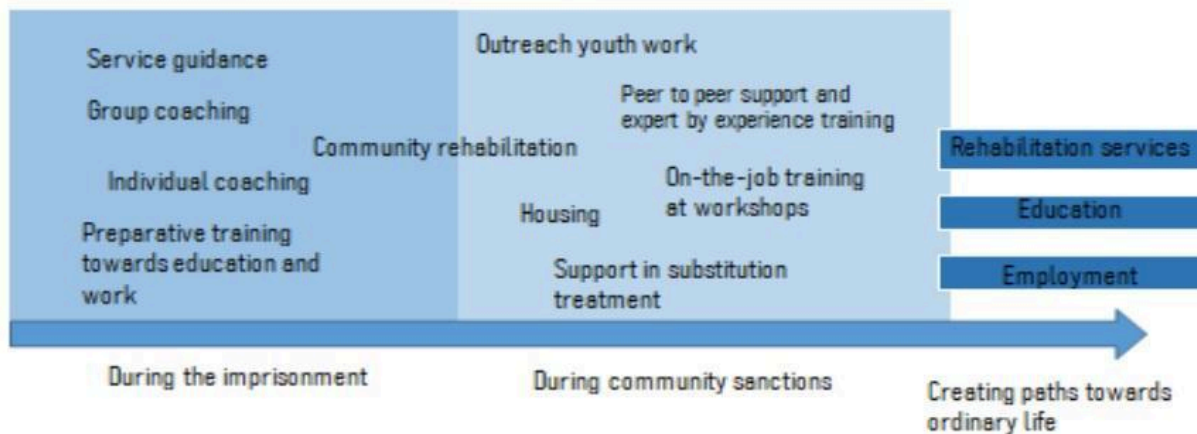 Service guidance
Group coaching
Individual coaching
Preparative training
towards education and
work
Community rehabilitation
Outreach youth work
Peer to peer support and
expert by experience training
On-the-job training
at workshops
Housing
Support in substitution
treatment
Rehabilitation services
Education
Employment
During the imprisonment
During community sanctions
Creating paths towards
ordinary life